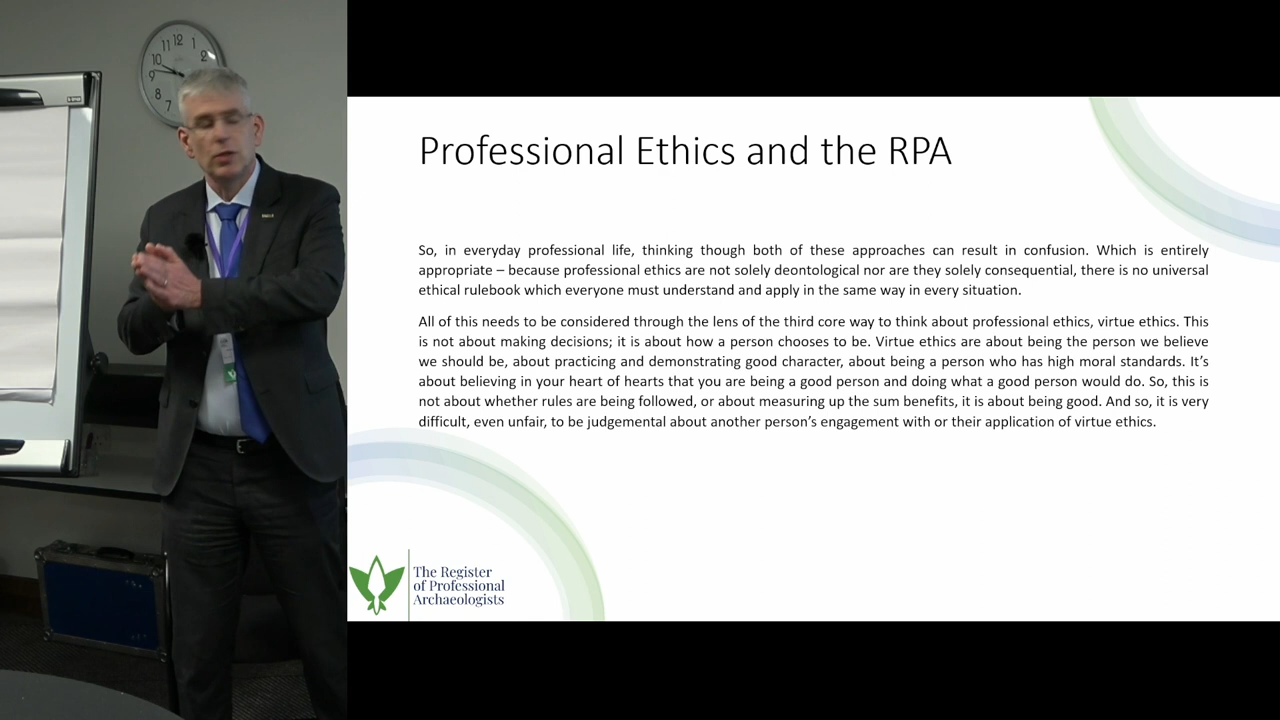 11 12 1
10 2
9
8
7
Professional Ethics and the RPA
So, in everyday professional life, thinking though both of these approaches can result in confusion. Which is entirely
appropriate – because professional ethics are not solely deontological nor are they solely consequential, there is no universal
ethical rulebook which everyone must understand and apply in the same way in every situation.
All of this needs to be considered through the lens of the third core way to think about professional ethics, virtue ethics. This
is not about making decisions; it is about how a person chooses to be. Virtue ethics are about being the person we believe
we should be, about practicing and demonstrating good character, about being a person who has high moral standards. It's
about believing in your heart of hearts that you are being a good person and doing what a good person would do. So, this is
not about whether rules are being followed, or about measuring up the sum benefits, it is about being good. And so, it is very
difficult, even unfair, to be judgemental about another person's engagement with or their application of virtue ethics.
The Register
of Professional
Archaeologists